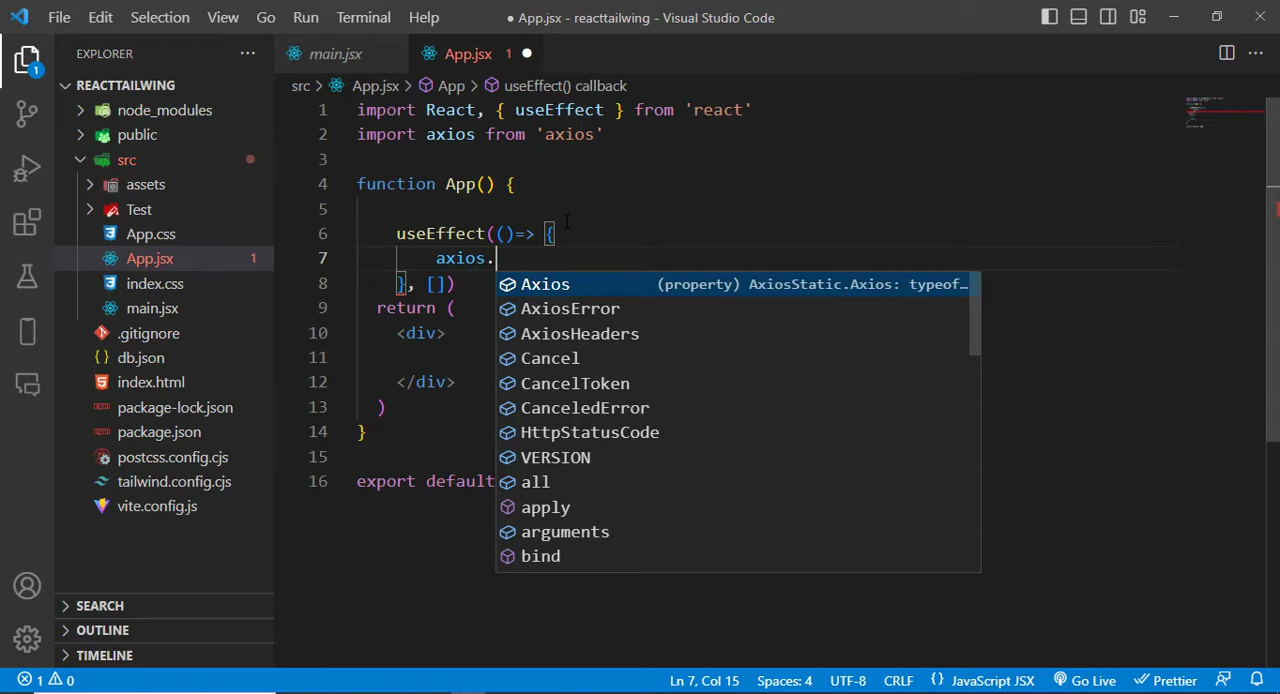 File Edit Selection View Go Run Terminal Help ● App.jsx - reacttailwing - Visual Studio Code
EXPLORER ···
main.jsx App.jsx 1 ●
REACTTAILWING
src > App.jsx > App > useEffect() callback
node_modules
public
src
assets
Test
App.css
App.jsx 1
index.css
main.jsx
.gitignore
db.json
index.html
package-lock.json
package.json
postcss.config.cjs
tailwind.config.cjs
vite.config.js
SEARCH
OUTLINE
TIMELINE
1 import React, { useEffect } from 'react'
2 import axios from 'axios'
3
4 function App() {
5
6 useEffect(()=> {
7 axios.
8 }, [])
9 return (
10 <div>
11
12 </div>
13 )
14 }
15
16 export default
Axios (property) AxiosStatic.Axios: typeof…
AxiosError
AxiosHeaders
Cancel
CancelToken
CanceledError
HttpStatusCode
VERSION
all
apply
arguments
bind
1 0 Ln 7, Col 15 Spaces: 4 UTF-8 CRLF {} JavaScript JSX Go Live Prettier